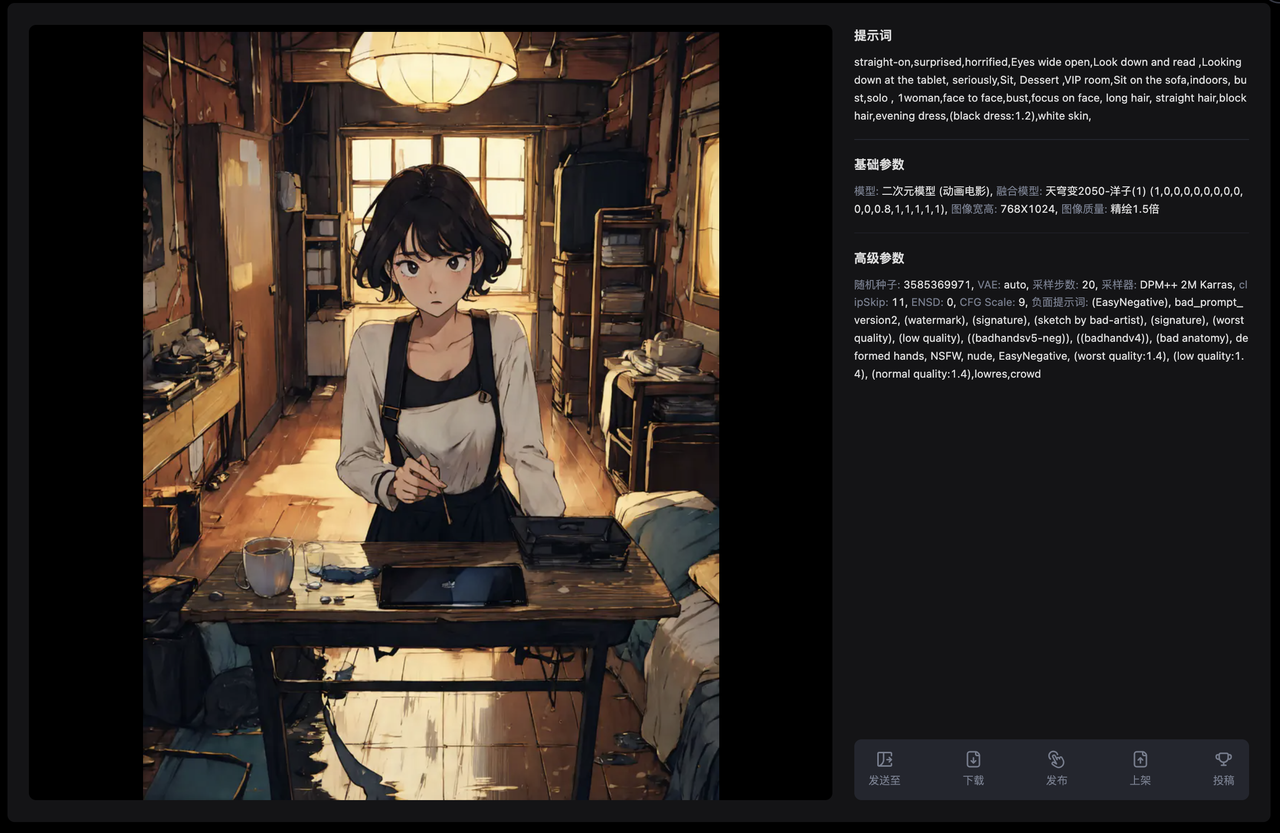 提示词
straight-on,surprised,horrified,Eyes wide open,Look down and read ,Looking
down at the tablet, seriously,Sit, Dessert ,VIP room,Sit on the sofa,indoors, bu
st,solo , 1woman,face to face,bust,focus on face, long hair, straight hair,block
hair,evening dress,(black dress:1.2),white skin,
基础参数
模型: 二次元模型 (动画电影), 融合模型: 天穹变2050-洋子(1) (1,0,0,0,0,0,0,0,0,
0,0,0.8,1,1,1,1,1), 图像宽高: 768X1024, 图像质量: 精绘1.5倍
高级参数
随机种子: 3585369971, VAE: auto, 采样步数: 20, 采样器: DPM++ 2M Karras, cl
ipSkip: 11, ENSD: 0, CFG Scale: 9, 负面提示词: (EasyNegative), bad_prompt_
version2, (watermark), (signature), (sketch by bad-artist), (signature), (worst
quality), (low quality), ((badhandsv5-neg)), ((badhandv4)), (bad anatomy), de
formed hands, NSFW, nude, EasyNegative, (worst quality:1.4), (low quality:1.
4), (normal quality:1.4),lowres,crowd
发送至 下载 发布 上架 投稿